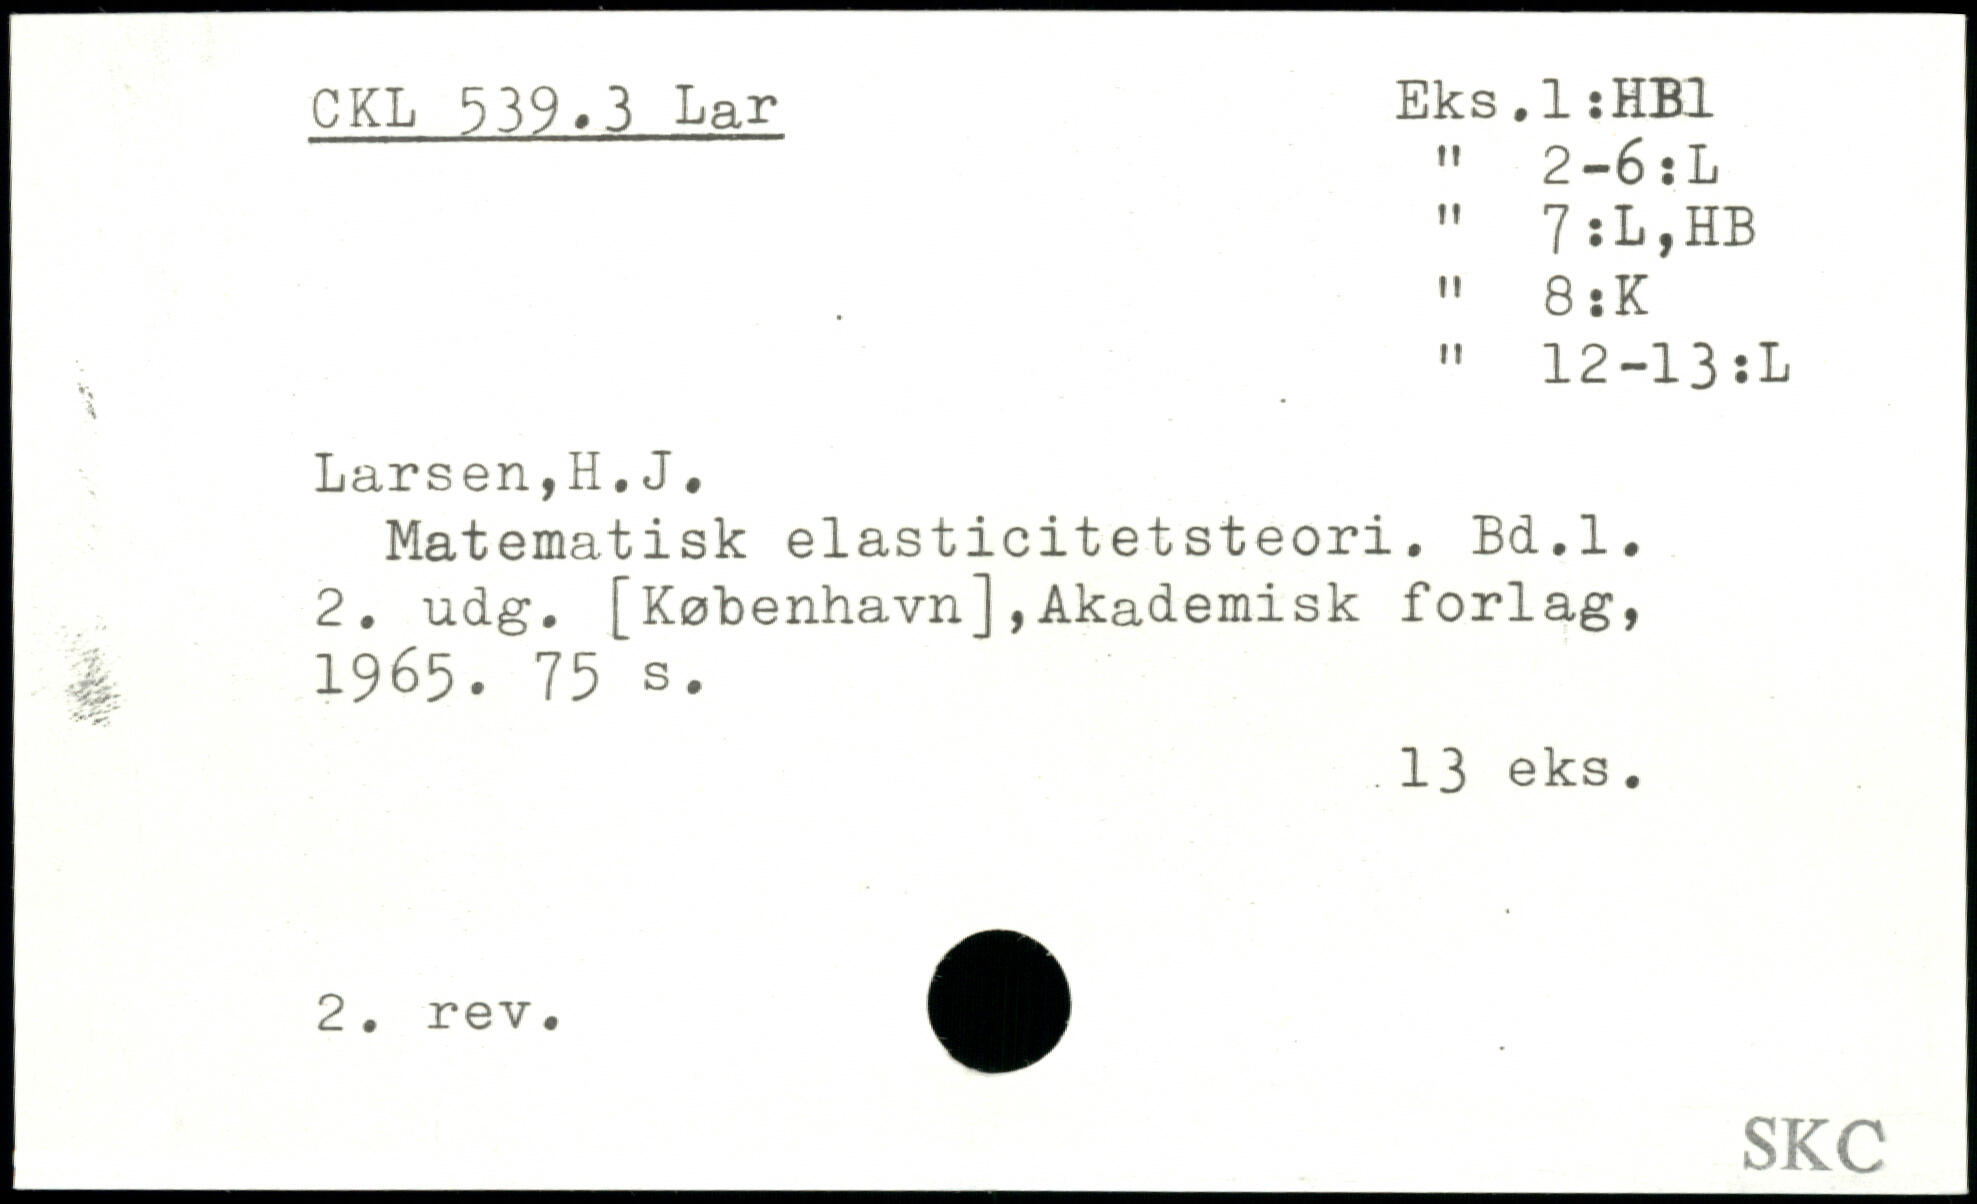 CKL 539.3 Lar
Eks.1:HB1
" 2-6:L
" 7:L,HB
" 8:K
" 12-13:L
Larsen,H.J.
Matematisk elasticitetsteori. Bd.1.
2. udg. [København],Akademisk forlag,
1965. 75 s.
13 eks.
2. rev.
SKC